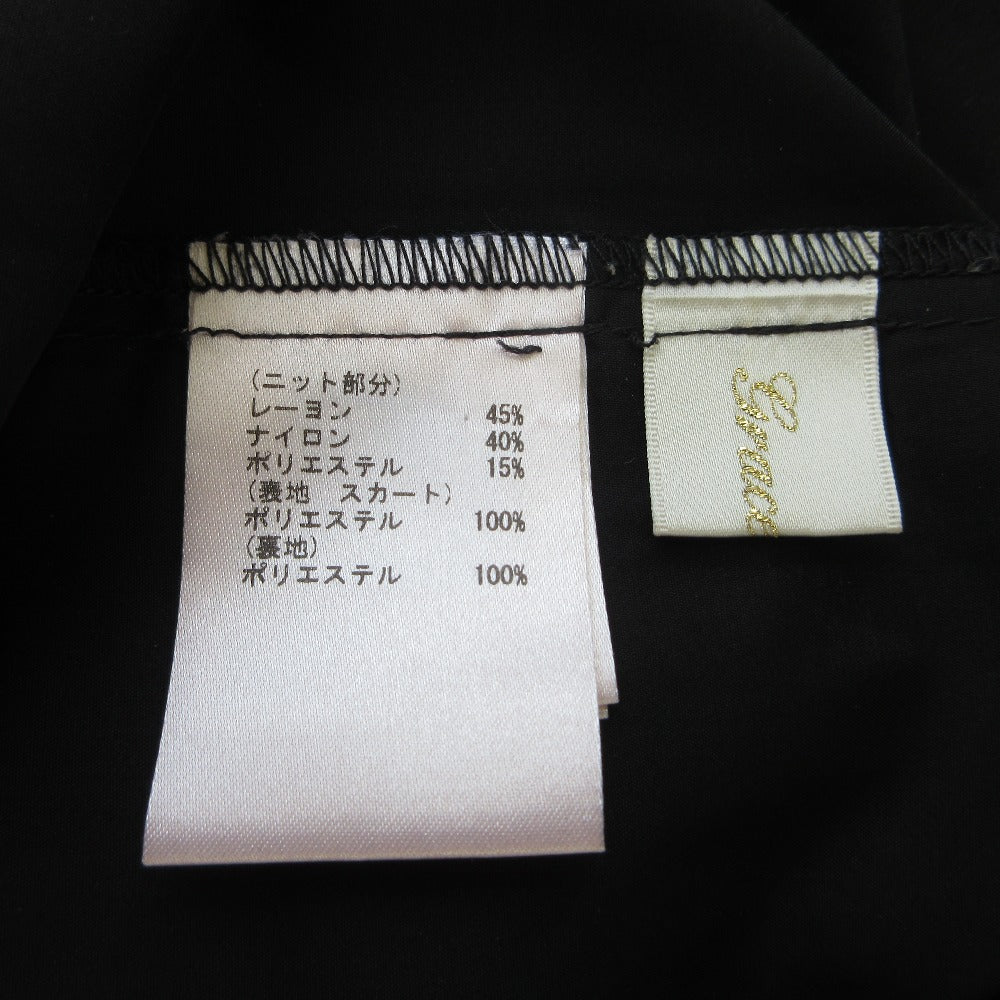 (ニット部分)
レーヨン 45%
ナイロン 40%
ポリエステル 15%
(表地 スカート)
ポリエステル 100%
(裏地)
ポリエステル 100%
Grace